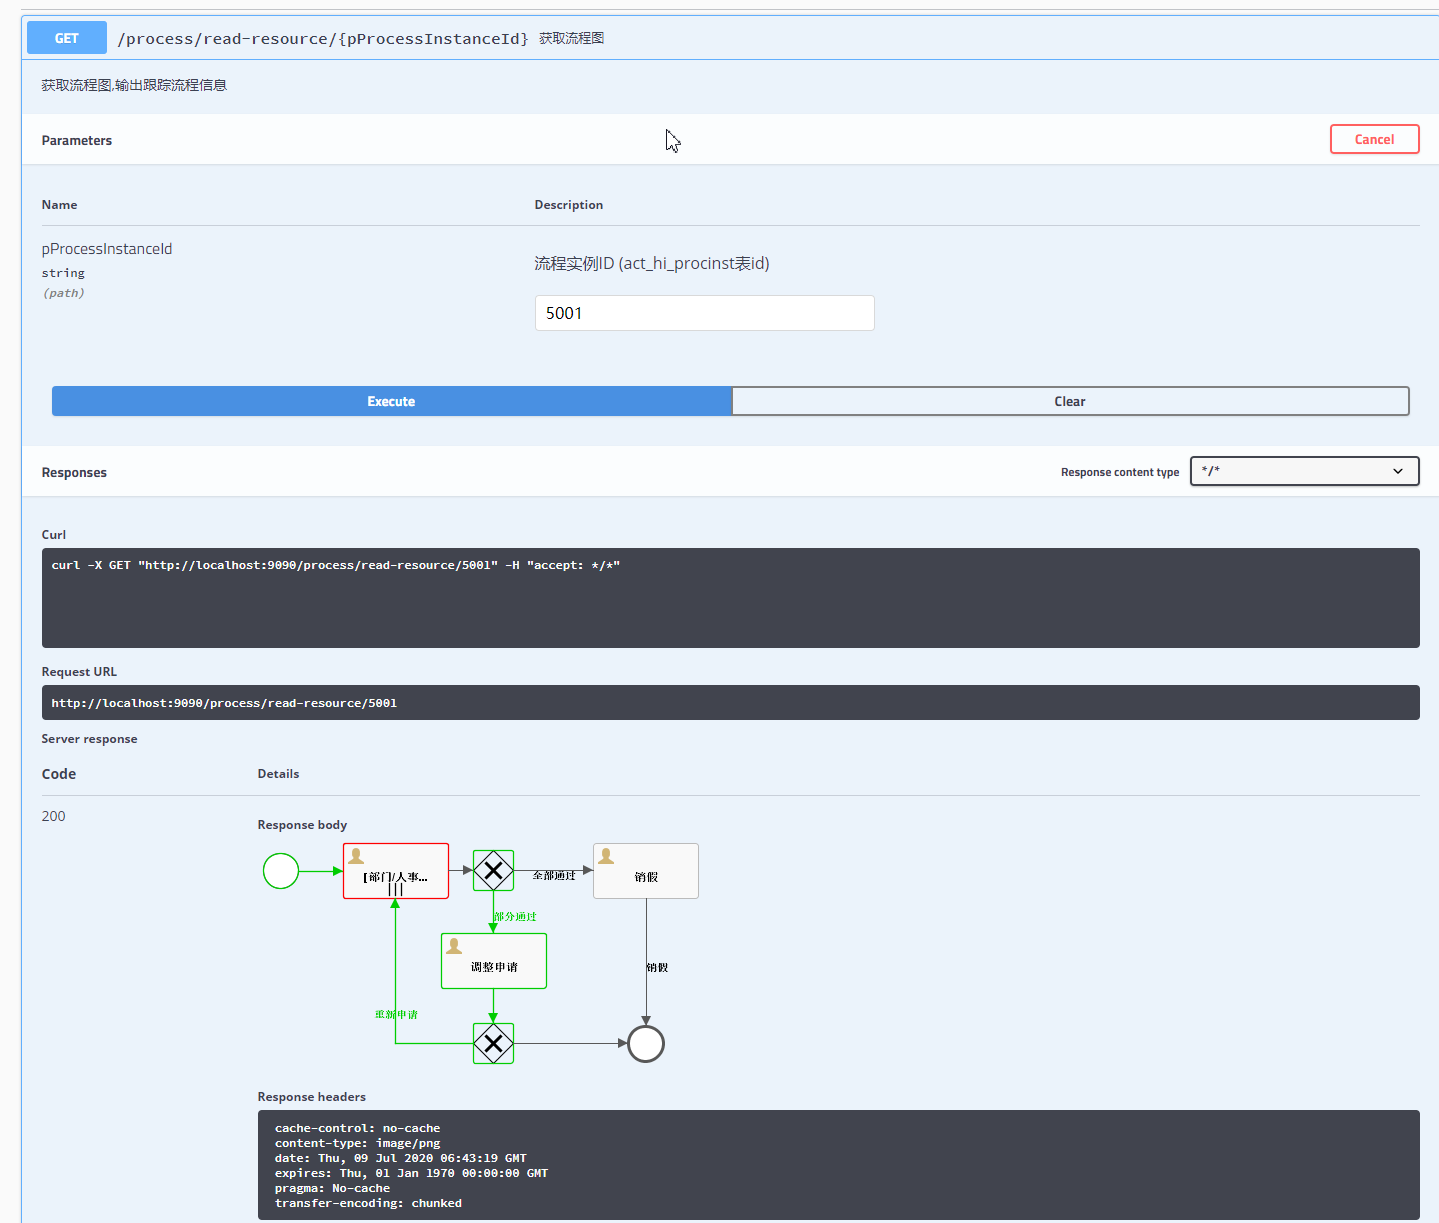 GET /process/read-resource/{pProcessInstanceId} 获取流程图
获取流程图,输出跟踪流程信息
Parameters
Cancel
Name
Description
pProcessInstanceId
string
(path)
流程实例ID (act_hi_procinst表id)
5001
Execute
Clear
Responses
Response content type
*/*
Curl
curl -X GET "http://localhost:9090/process/read-resource/5001" -H "accept: */*"
Request URL
http://localhost:9090/process/read-resource/5001
Server response
Code
Details
200
Response body
[部门/人事...
全部通过
销假
部分通过
调整申请
销假
重新申请
Response headers
cache-control: no-cache
content-type: image/png
date: Thu, 09 Jul 2020 06:43:19 GMT
expires: Thu, 01 Jan 1970 00:00:00 GMT
pragma: No-cache
transfer-encoding: chunked